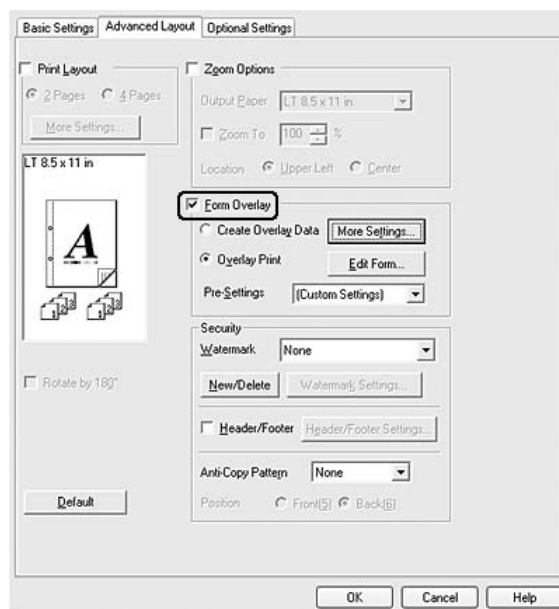 Basic Settings Advanced Layout Optional Settings
Print Layout
2 Pages 4 Pages
More Settings...
LT 8.5 x 11 in
A
Rotate by 180°
Default
Zoom Options
Output Paper LT 8.5 x 11 in
Zoom To 100 %
Location Upper Left Center
Form Overlay
Create Overlay Data More Settings...
Overlay Print Edit Form...
Pre-Settings (Custom Settings)
Security
Watermark None
New/Delete Watermark Settings...
Header/Footer Header/Footer Settings...
Anti-Copy Pattern None
Position Front[5] Back[6]
OK Cancel Help